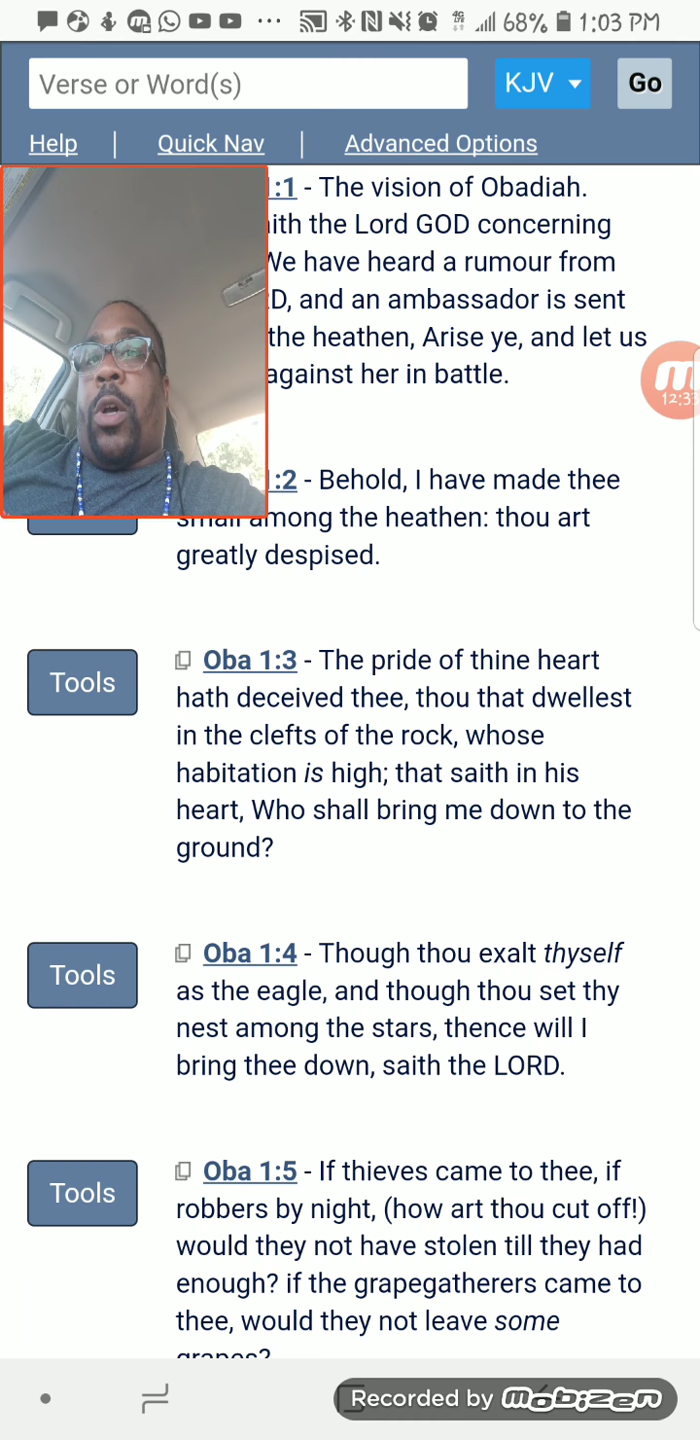 68% 1:03 PM
Verse or Word(s) KJV Go
Help | Quick Nav | Advanced Options
:1 - The vision of Obadiah.
ith the Lord GOD concerning
We have heard a rumour from
D, and an ambassador is sent
the heathen, Arise ye, and let us
against her in battle.
12:33
:2 - Behold, I have made thee
small among the heathen: thou art
greatly despised.
Tools
Oba 1:3 - The pride of thine heart
hath deceived thee, thou that dwellest
in the clefts of the rock, whose
habitation is high; that saith in his
heart, Who shall bring me down to the
ground?
Tools
Oba 1:4 - Though thou exalt thyself
as the eagle, and though thou set thy
nest among the stars, thence will I
bring thee down, saith the LORD.
Tools
Oba 1:5 - If thieves came to thee, if
robbers by night, (how art thou cut off!)
would they not have stolen till they had
enough? if the grapegatherers came to
thee, would they not leave some
grapes?
Recorded by mobizen